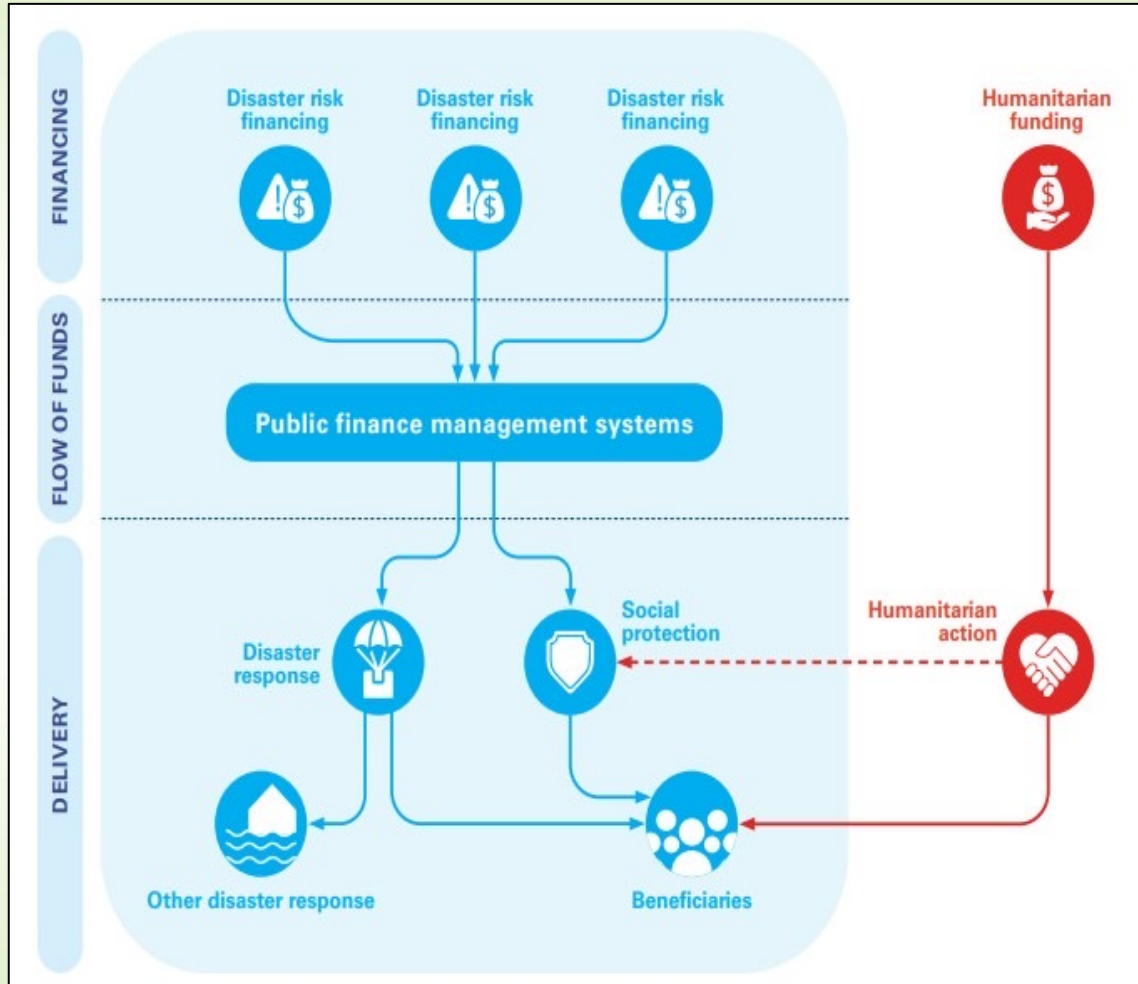 FINANCING
Disaster risk
financing
Disaster risk
financing
Disaster risk
financing
Humanitarian
funding
FLOW OF FUNDS
Public finance management systems
DELIVERY
Disaster
response
Social
protection
Humanitarian
action
Other disaster response
Beneficiaries